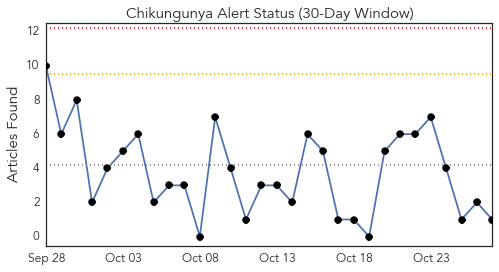 Chikungunya Alert Status (30-Day Window)
Articles Found
12
10
8
6
4
2
0
Sep 28 Oct 03 Oct 08 Oct 13 Oct 18 Oct 23